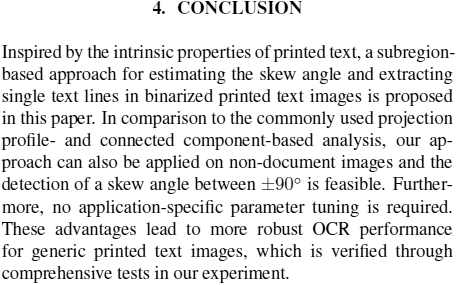 4. CONCLUSION
Inspired by the intrinsic properties of printed text, a subregion-
based approach for estimating the skew angle and extracting
single text lines in binarized printed text images is proposed
in this paper. In comparison to the commonly used projection
profile- and connected component-based analysis, our ap-
proach can also be applied on non-document images and the
detection of a skew angle between ±90° is feasible. Further-
more, no application-specific parameter tuning is required.
These advantages lead to more robust OCR performance
for generic printed text images, which is verified through
comprehensive tests in our experiment.